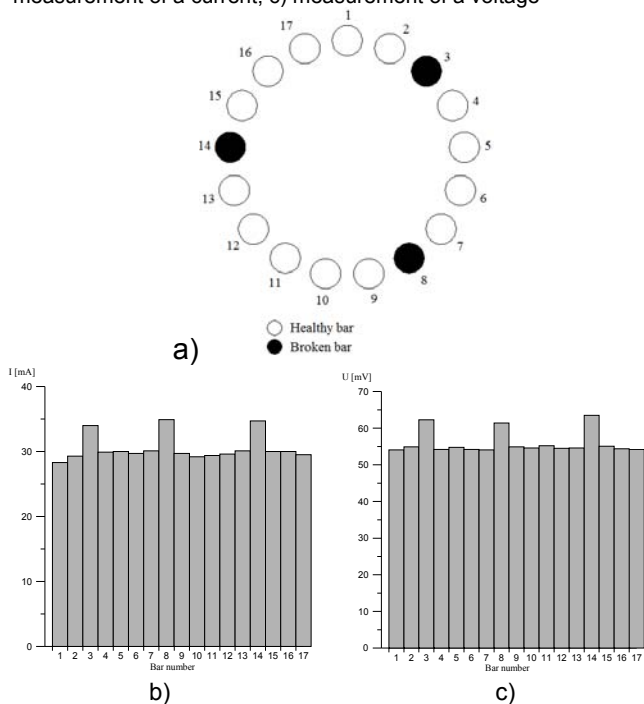 measurement of a current, c) measurement of a voltage
1
17
2
16
3
15
4
14
5
13
6
12
7
11
8
10
9
Healthy bar
Broken bar
a)
I [mA]
40
30
20
10
0
1 2 3 4 5 6 7 8 9 10 11 12 13 14 15 16 17
Bar number
b)
U [mV]
70
60
50
40
30
20
10
0
1 2 3 4 5 6 7 8 9 10 11 12 13 14 15 16 17
Bar number
c)